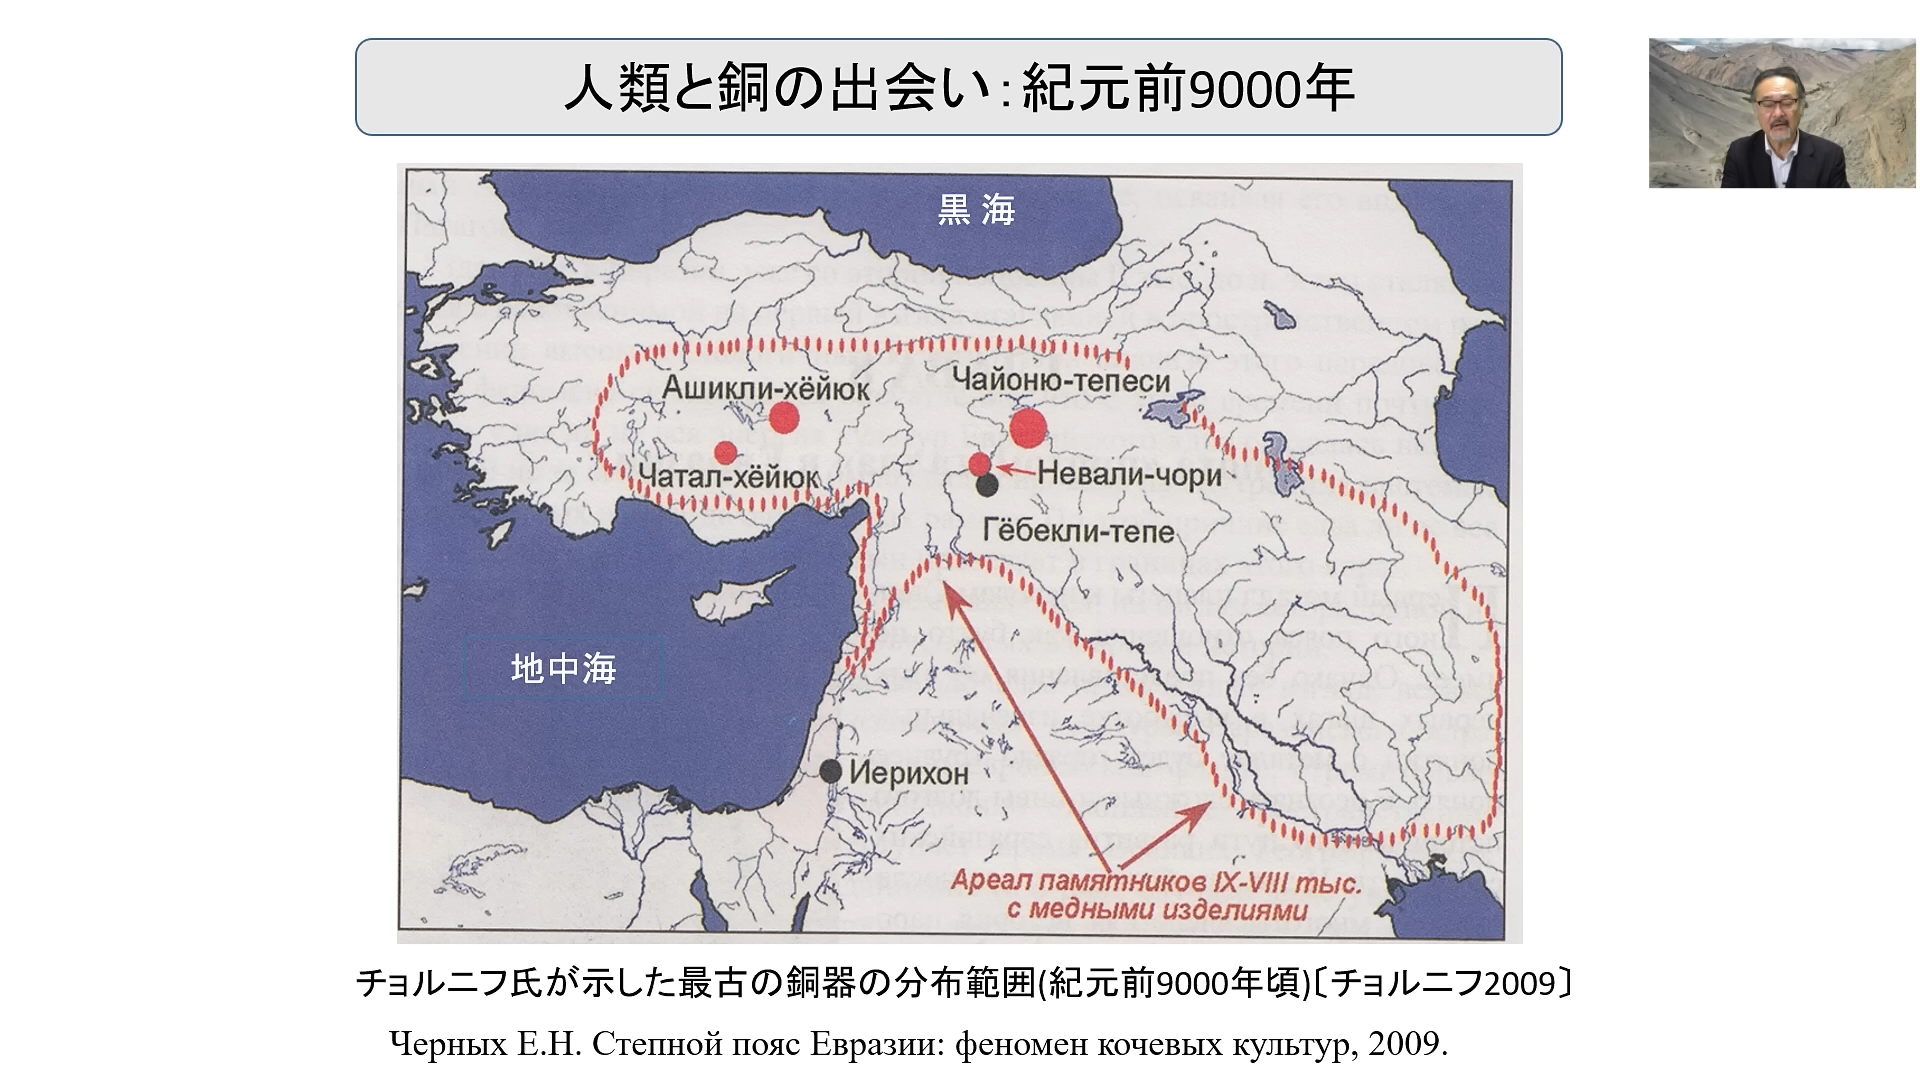 人類と銅の出会い：紀元前9000年
黒 海
Ашикли-хёйюк
Чайоню-тепеси
Чатал-хёйюк
Невали-чори
Гёбекли-тепе
地中海
Иерихон
Ареал памятников IX-VIII тыс.
с медными изделиями
チョルニフ氏が示した最古の銅器の分布範囲(紀元前9000年頃)〔チョルニフ2009〕
Черных Е.Н. Степной пояс Евразии: феномен кочевых культур, 2009.